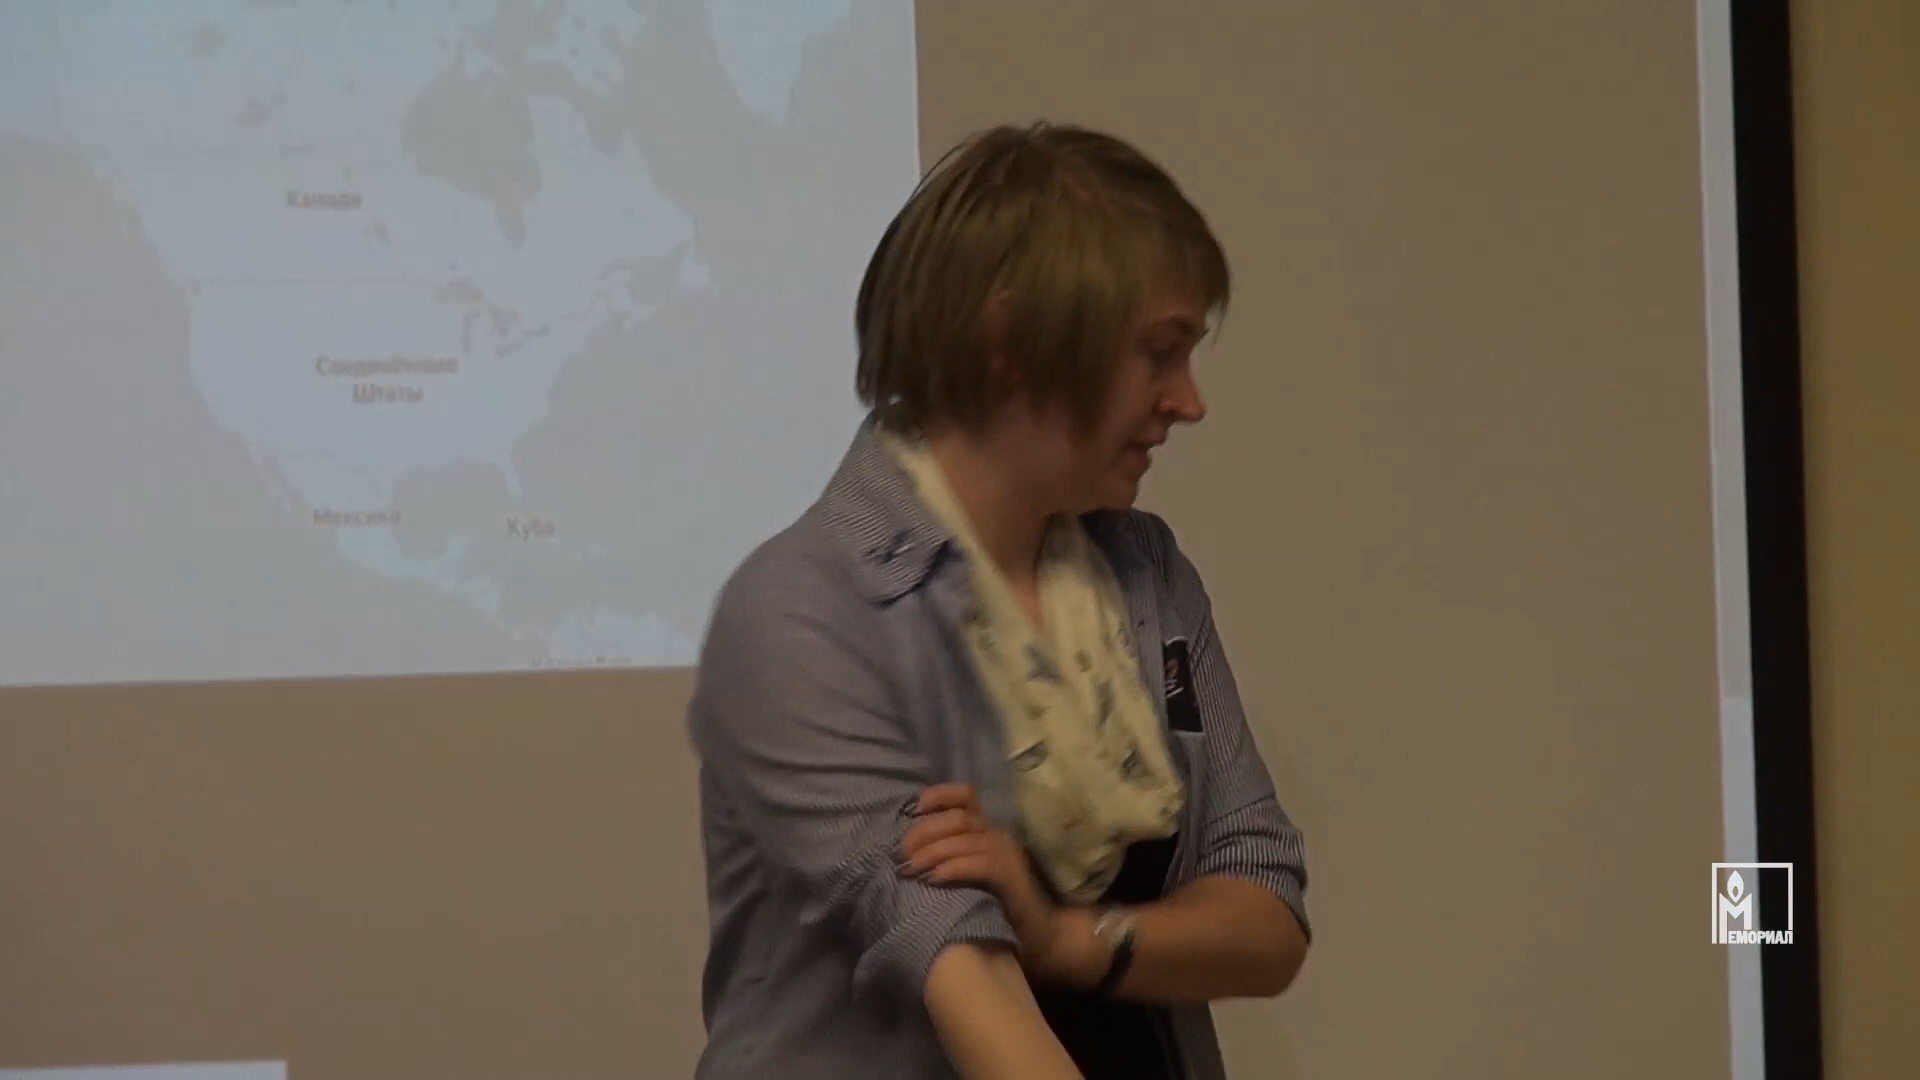 Канада
Соединённые
Штаты
Мексика
Куба
МЕМОРИАЛ